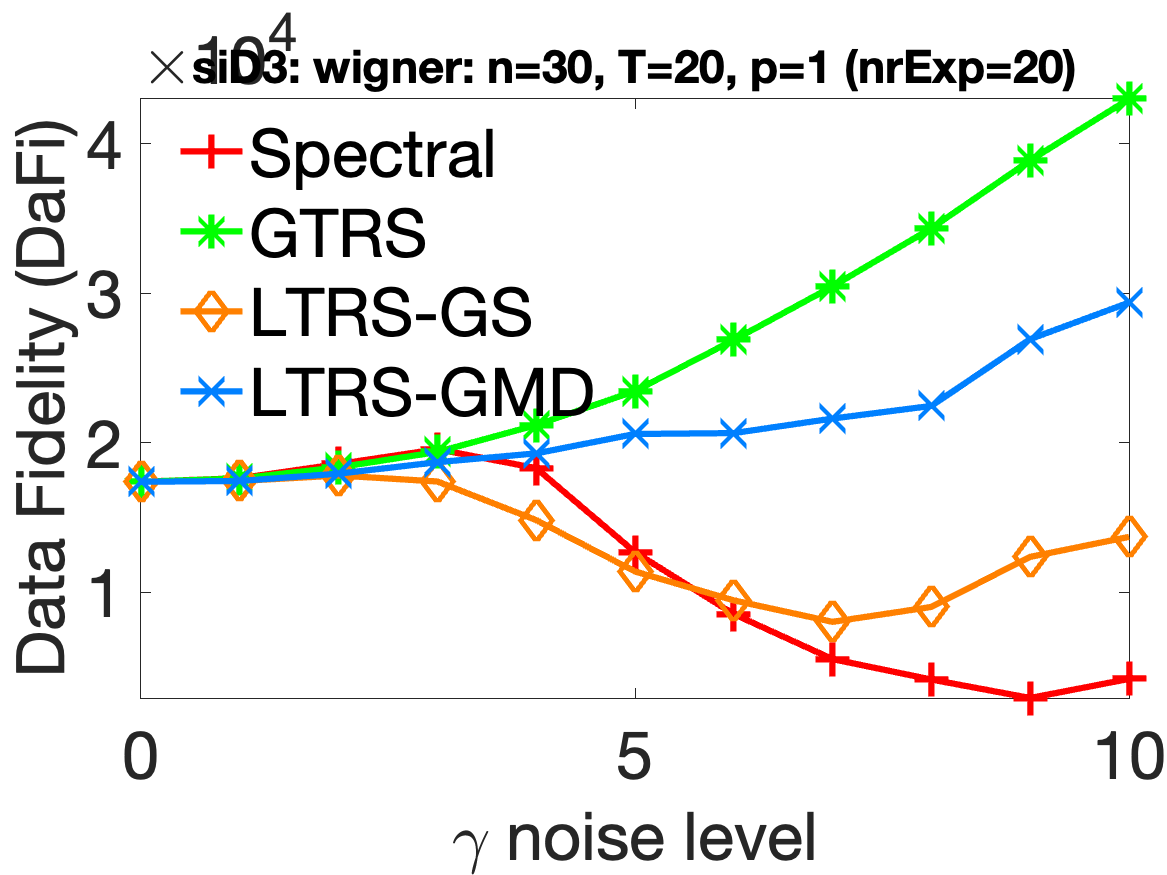 × 10⁴
siD3: wigner: n=30, T=20, p=1 (nrExp=20)
Data Fidelity (DaFi)
4
3
2
1
Spectral
GTRS
LTRS-GS
LTRS-GMD
0 5 10
γ noise level